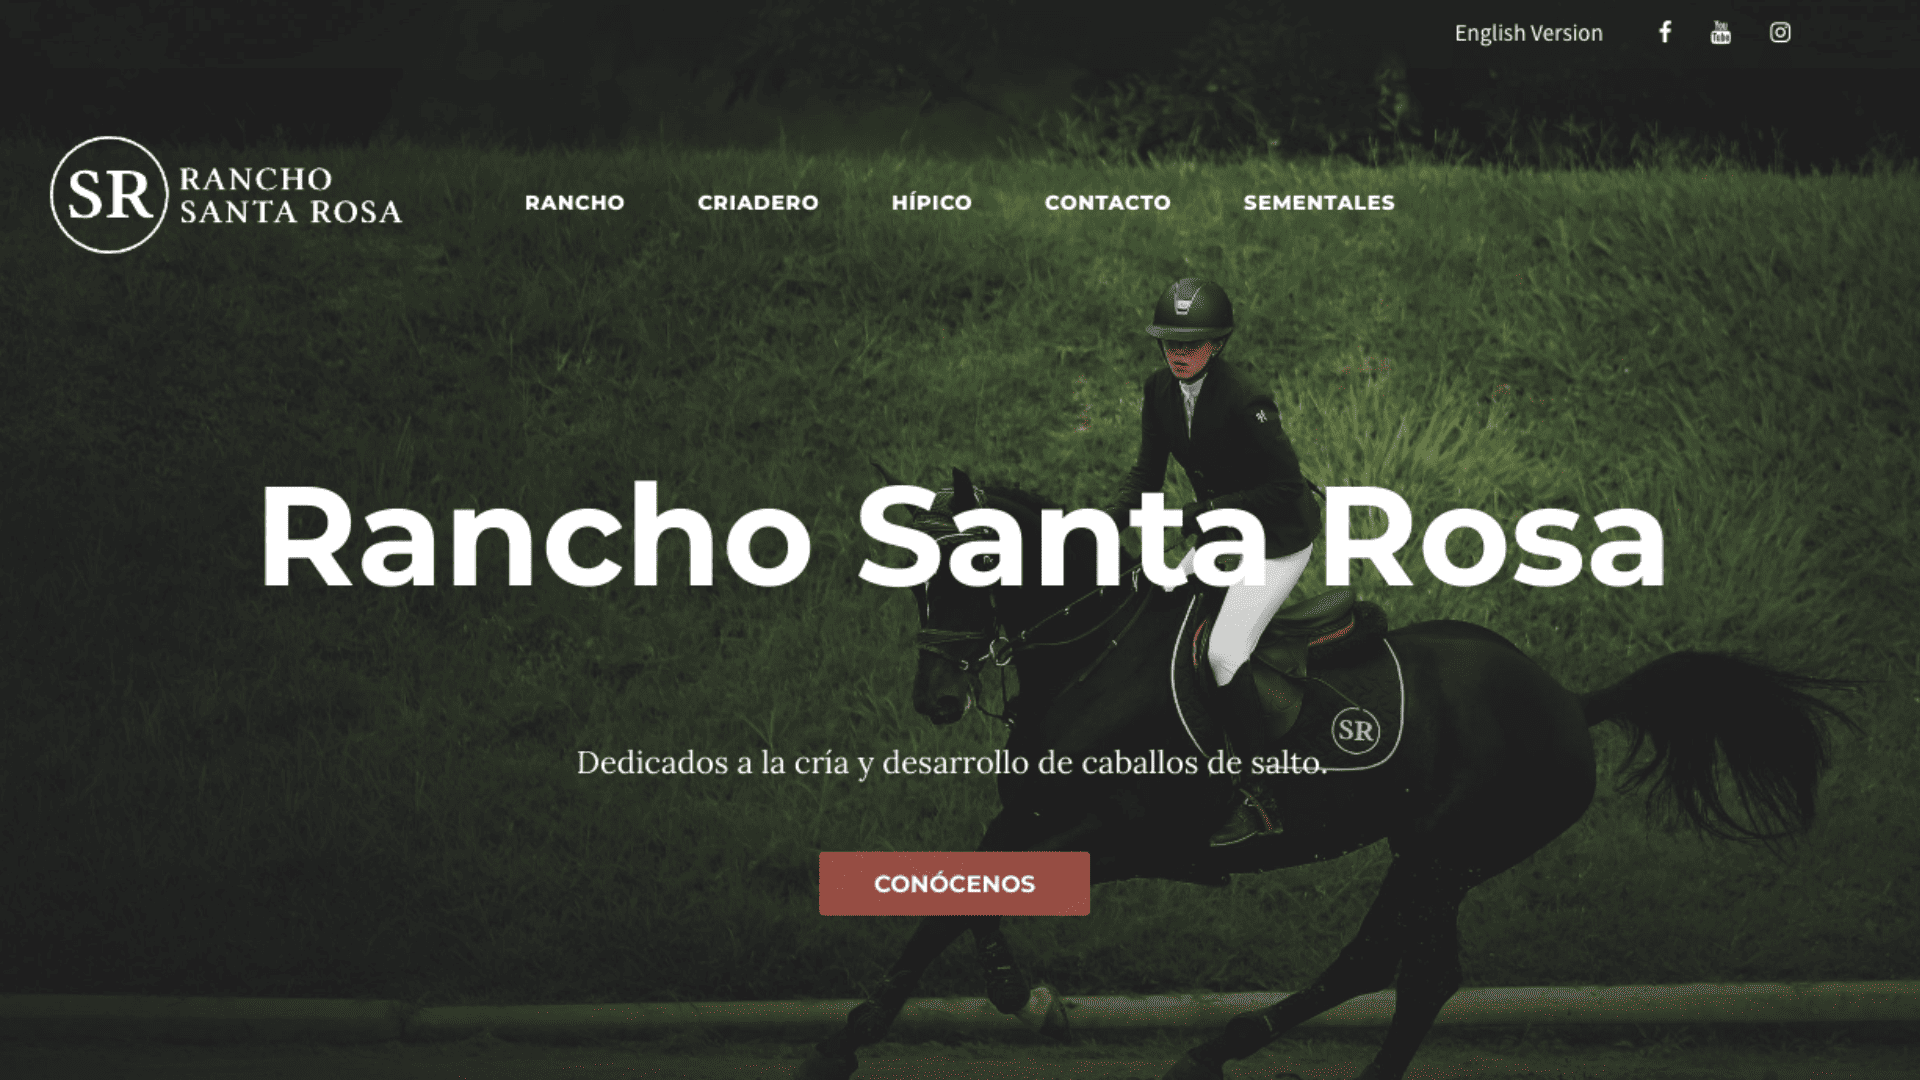 English Version
SR
RANCHO
SANTA ROSA
RANCHO
CRIADERO
HÍPICO
CONTACTO
SEMENTALES
Rancho Santa Rosa
SR
Dedicados a la cría y desarrollo de caballos de salto.
CONÓCENOS